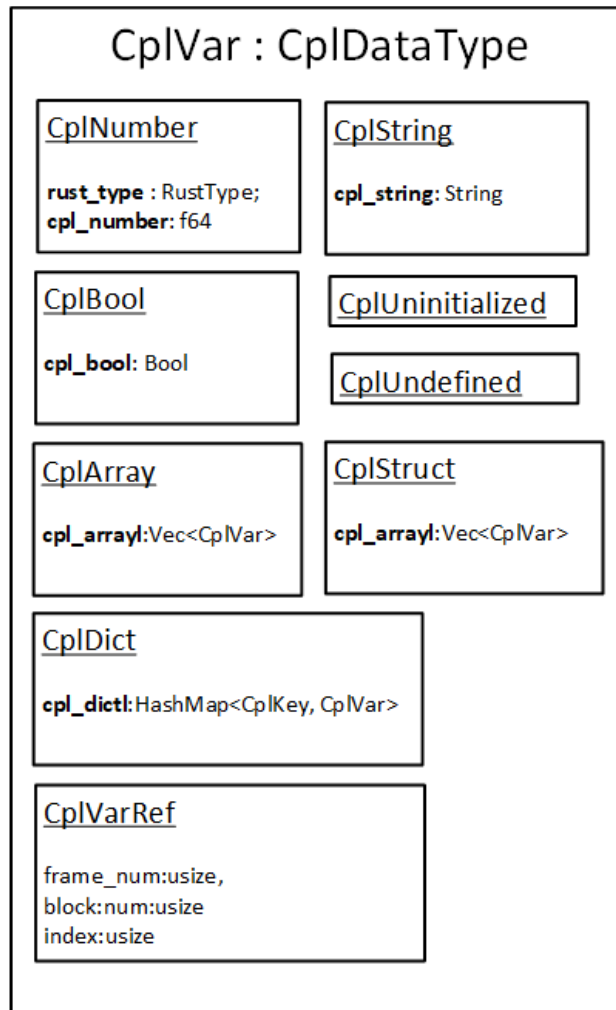 CplVar : CplDataType
CplNumber
rust_type : RustType;
cpl_number: f64
CplString
cpl_string: String
CplBool
cpl_bool: Bool
CplUninitialized
CplUndefined
CplArray
cpl_arrayl:Vec<CplVar>
CplStruct
cpl_arrayl:Vec<CplVar>
CplDict
cpl_dictl:HashMap<CplKey, CplVar>
CplVarRef
frame_num:usize,
block:num:usize
index:usize